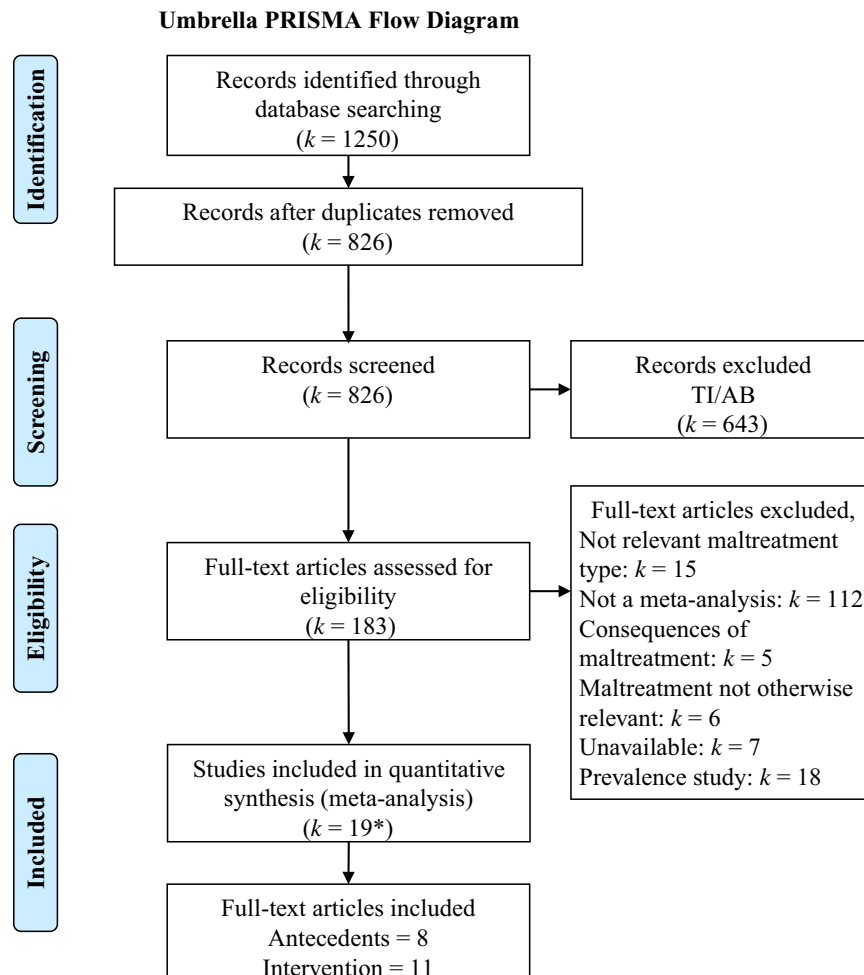 Umbrella PRISMA Flow Diagram
Identification
Records identified through
database searching
(k = 1250)
Records after duplicates removed
(k = 826)
Screening
Records screened
(k = 826)
Records excluded
TI/AB
(k = 643)
Eligibility
Full-text articles assessed for
eligibility
(k = 183)
Full-text articles excluded,
Not relevant maltreatment
type: k = 15
Not a meta-analysis: k = 112
Consequences of
maltreatment: k = 5
Maltreatment not otherwise
relevant: k = 6
Unavailable: k = 7
Prevalence study: k = 18
Included
Studies included in quantitative
synthesis (meta-analysis)
(k = 19*)
Full-text articles included
Antecedents = 8
Intervention = 11